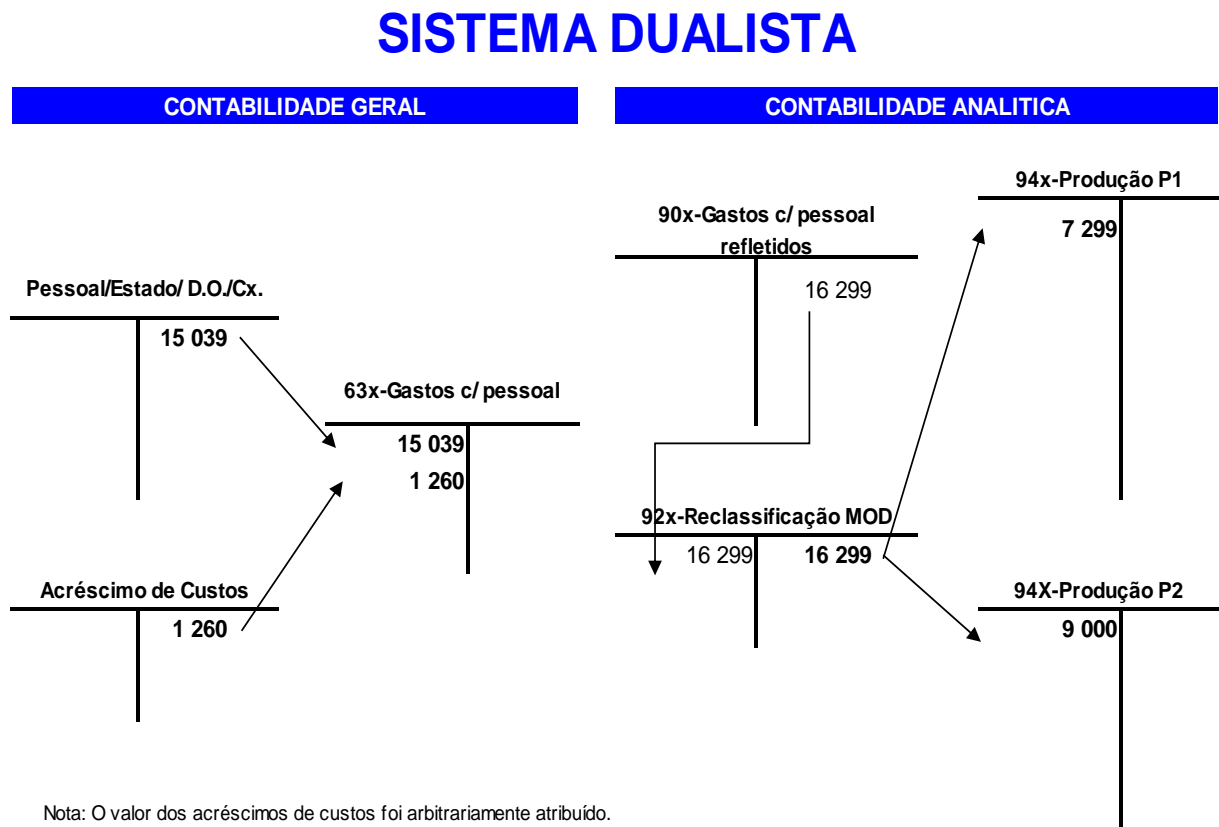 SISTEMA DUALISTA
CONTABILIDADE GERAL
CONTABILIDADE ANALITICA
Pessoal/Estado/ D.O./Cx.
15 039
63x-Gastos c/ pessoal
15 039
1 260
Acréscimo de Custos
1 260
90x-Gastos c/ pessoal
refletidos
16 299
92x-Reclassificação MOD
16 299 16 299
94x-Produção P1
7 299
94X-Produção P2
9 000
Nota: O valor dos acréscimos de custos foi arbitrariamente atribuído.